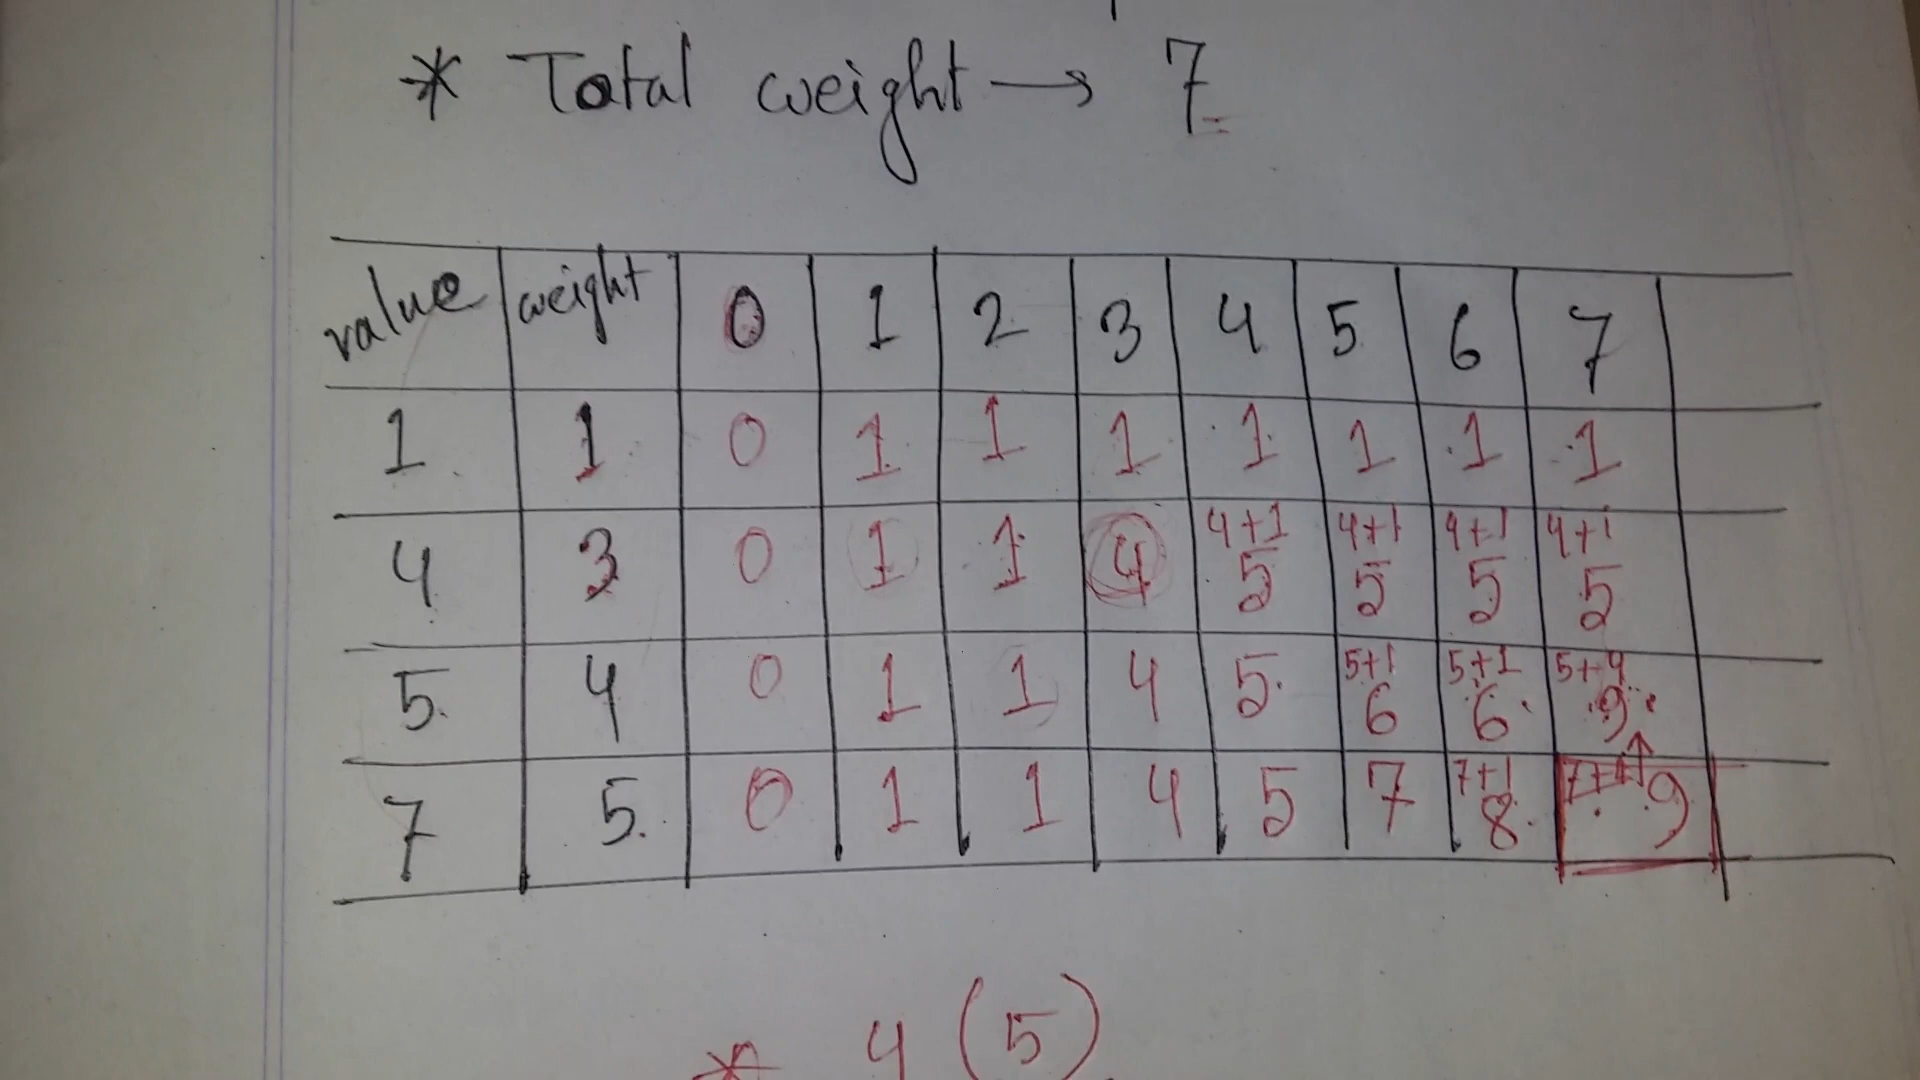 * Total weight → 7
value weight 0 1 2 3 4 5 6 7
1 1 0 1 1 1 1 1 1 1
4+1 4+1 4+1 4+1
4 3 0 1 1 4 5 5 5 5
5+1 5+1 5+4
5 4 0 1 1 4 5 6 6 9
7+1
7 5 0 1 1 4 5 7 8 9
* 4 (5)